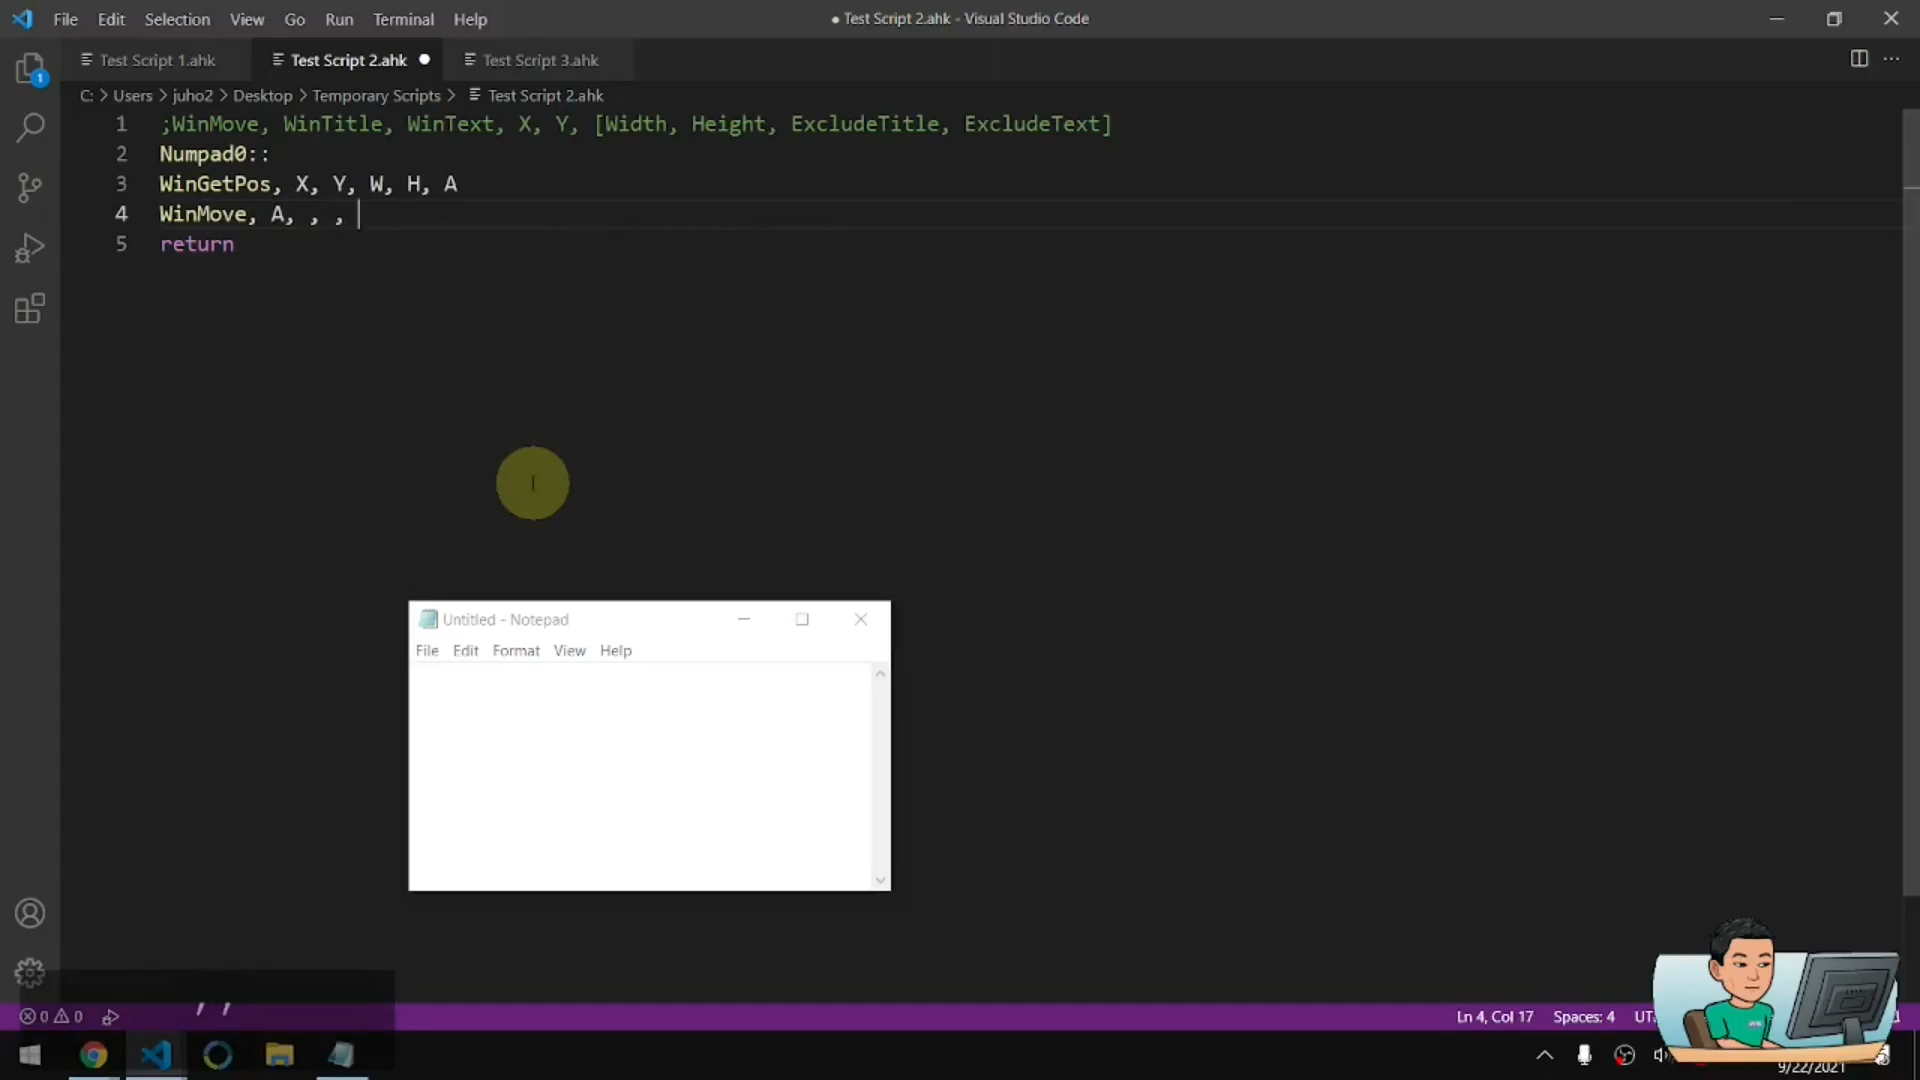 File Edit Selection View Go Run Terminal Help
● Test Script 2.ahk - Visual Studio Code
Test Script 1.ahk
Test Script 2.ahk
Test Script 3.ahk
C: > Users > juho2 > Desktop > Temporary Scripts > Test Script 2.ahk
1 ;WinMove, WinTitle, WinText, X, Y, [Width, Height, ExcludeTitle, ExcludeText]
2 Numpad0::
3 WinGetPos, X, Y, W, H, A
4 WinMove, A, , ,
5 return
1
Untitled - Notepad
File Edit Format View Help
, ,
0 0
Ln 4, Col 17 Spaces: 4
9/22/2021